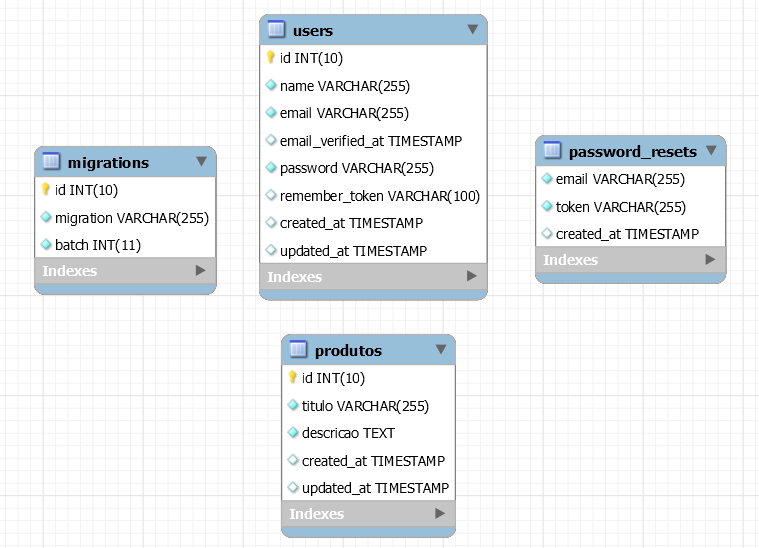 users
id INT(10)
name VARCHAR(255)
email VARCHAR(255)
email_verified_at TIMESTAMP
password VARCHAR(255)
remember_token VARCHAR(100)
created_at TIMESTAMP
updated_at TIMESTAMP
Indexes
migrations
id INT(10)
migration VARCHAR(255)
batch INT(11)
Indexes
password_resets
email VARCHAR(255)
token VARCHAR(255)
created_at TIMESTAMP
Indexes
produtos
id INT(10)
titulo VARCHAR(255)
descricao TEXT
created_at TIMESTAMP
updated_at TIMESTAMP
Indexes